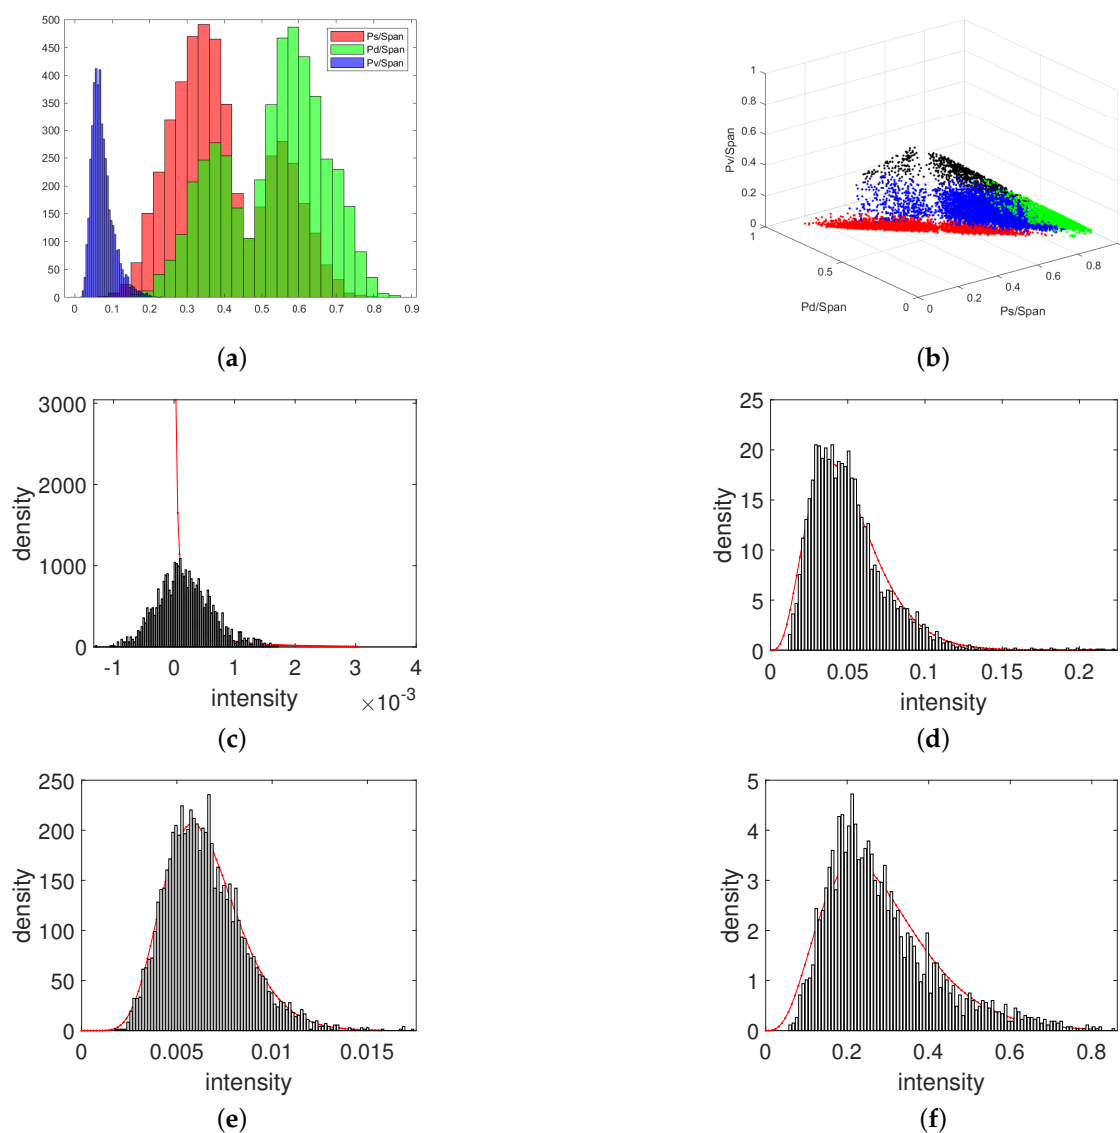 500
450
400
350
300
250
200
150
100
50
0
0 0.1 0.2 0.3 0.4 0.5 0.6 0.7 0.8 0.9
Ps/Span
Pd/Span
Pv/Span
(a)
1
0.8
0.6
0.4
0.2
0
Pv/Span
1
0.5
0
Pd/Span
0
0.2
0.4
0.6
0.8
Ps/Span
(b)
3000
2000
1000
0
density
-1 0 1 2 3 4
×10⁻³
intensity
(c)
25
20
15
10
5
0
density
0 0.05 0.1 0.15 0.2
intensity
(d)
250
200
150
100
50
0
density
0 0.005 0.01 0.015
intensity
(e)
5
4
3
2
1
0
density
0 0.2 0.4 0.6 0.8
intensity
(f)